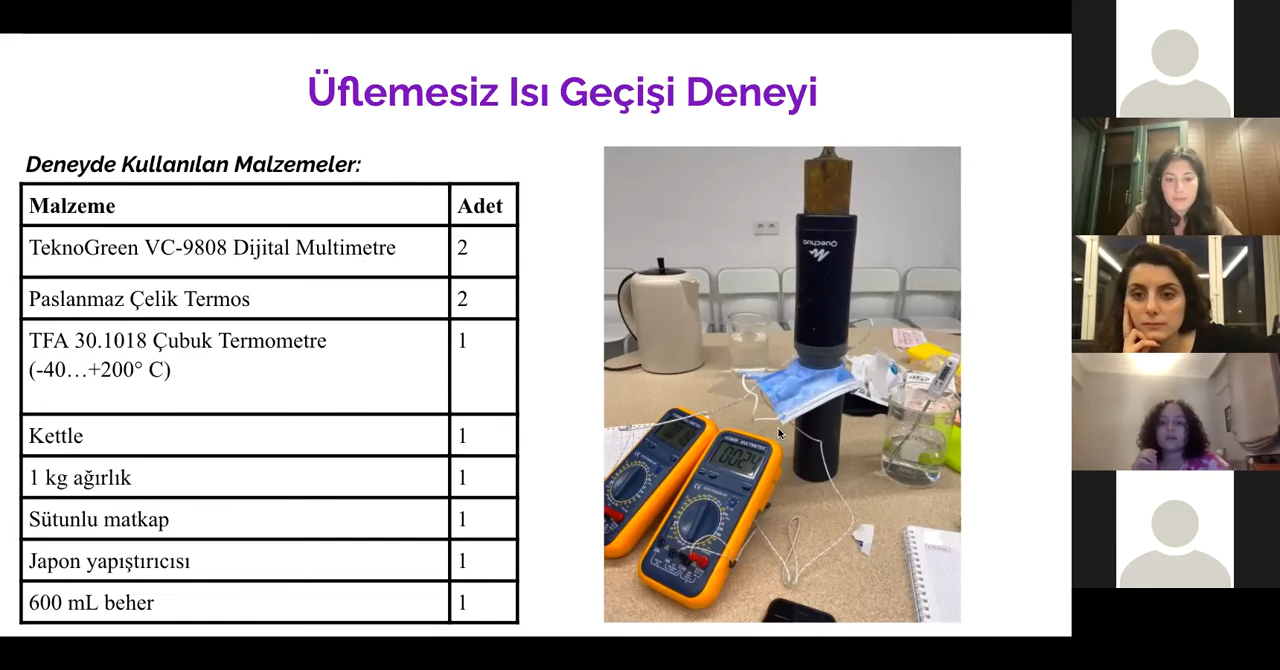 Üflemesiz Isı Geçişi Deneyi
Deneyde Kullanılan Malzemeler:
Malzeme Adet
TeknoGreen VC-9808 Dijital Multimetre 2
Paslanmaz Çelik Termos 2
TFA 30.1018 Çubuk Termometre 1
(-40…+200° C)
Kettle 1
1 kg ağırlık 1
Sütunlu matkap 1
Japon yapıştırıcısı 1
600 mL beher 1
Quechua
0024